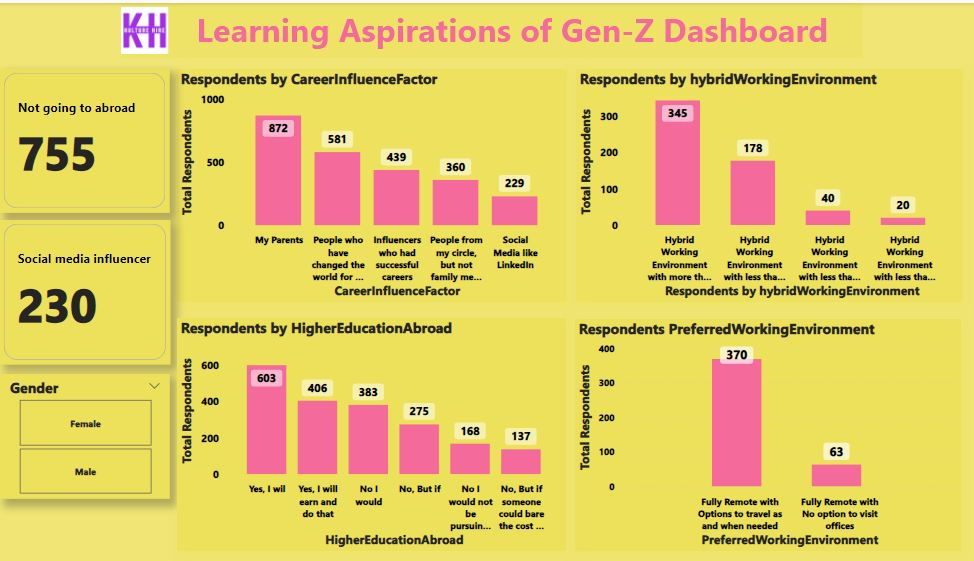 KH
KULTURE HIRE
Learning Aspirations of Gen-Z Dashboard
Not going to abroad
755
Social media influencer
230
Gender
Female
Male
Respondents by CareerInfluenceFactor
Total Respondents
1000
500
0
872
581
439
360
229
My Parents
People who
have
changed the
world for ...
Influencers
who had
successful
careers
People from
my circle,
but not
family me...
Social
Media like
LinkedIn
CareerInfluenceFactor
Respondents by hybridWorkingEnvironment
Total Respondents
300
200
100
0
345
178
40
20
Hybrid
Working
Environment
with more th...
Hybrid
Working
Environment
with less tha...
Hybrid
Working
Environment
with less tha...
Hybrid
Working
Environment
with less tha...
Respondents by hybridWorkingEnvironment
Respondents by HigherEducationAbroad
Total Respondents
600
400
200
0
603
406
383
275
168
137
Yes, I wil
Yes, I will
earn and
do that
No I
would
No, But if
No I
would not
be
pursuin...
No, But if
someone
could bare
the cost ...
HigherEducationAbroad
Respondents PreferredWorkingEnvironment
Total Respondents
400
300
200
100
0
370
63
Fully Remote with
Options to travel as
and when needed
Fully Remote with
No option to visit
offices
PreferredWorkingEnvironment